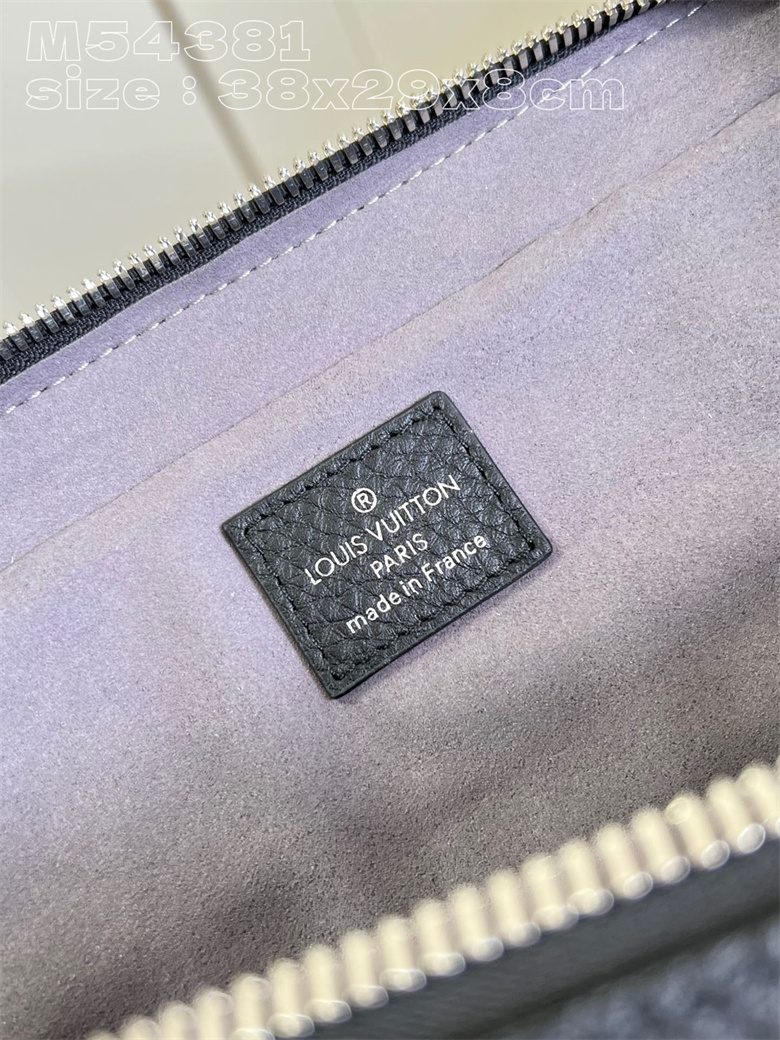 M54381
size : 38x29x8cm
®
LOUIS VUITTON
PARIS
made in France